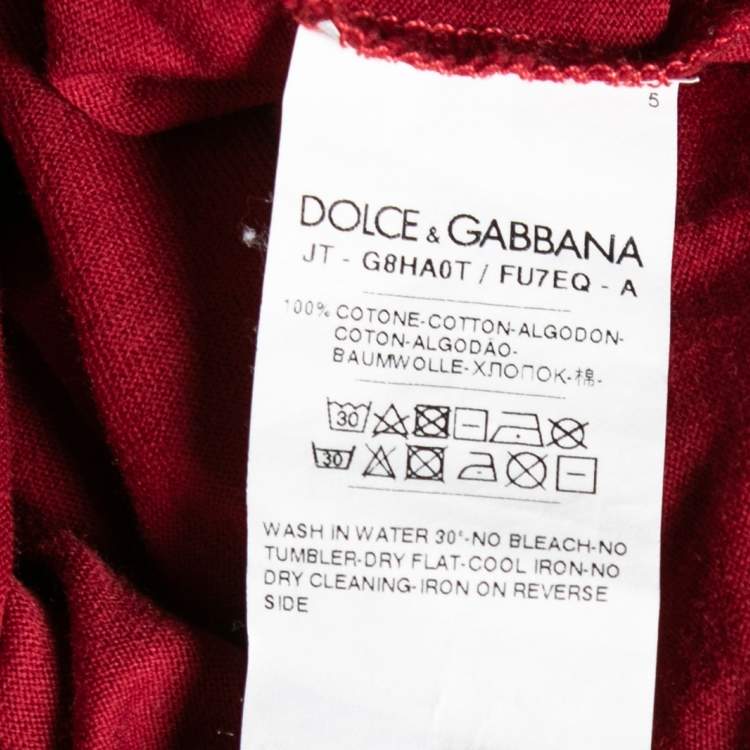 5
DOLCE & GABBANA
JT - G8HA0T / FU7EQ - A
100% COTONE-COTTON-ALGODON-
COTON-ALGODÃO-
BAUMWOLLE-ХЛОПОК-棉-
30
30
WASH IN WATER 30°-NO BLEACH-NO
TUMBLER-DRY FLAT-COOL IRON-NO
DRY CLEANING-IRON ON REVERSE
SIDE